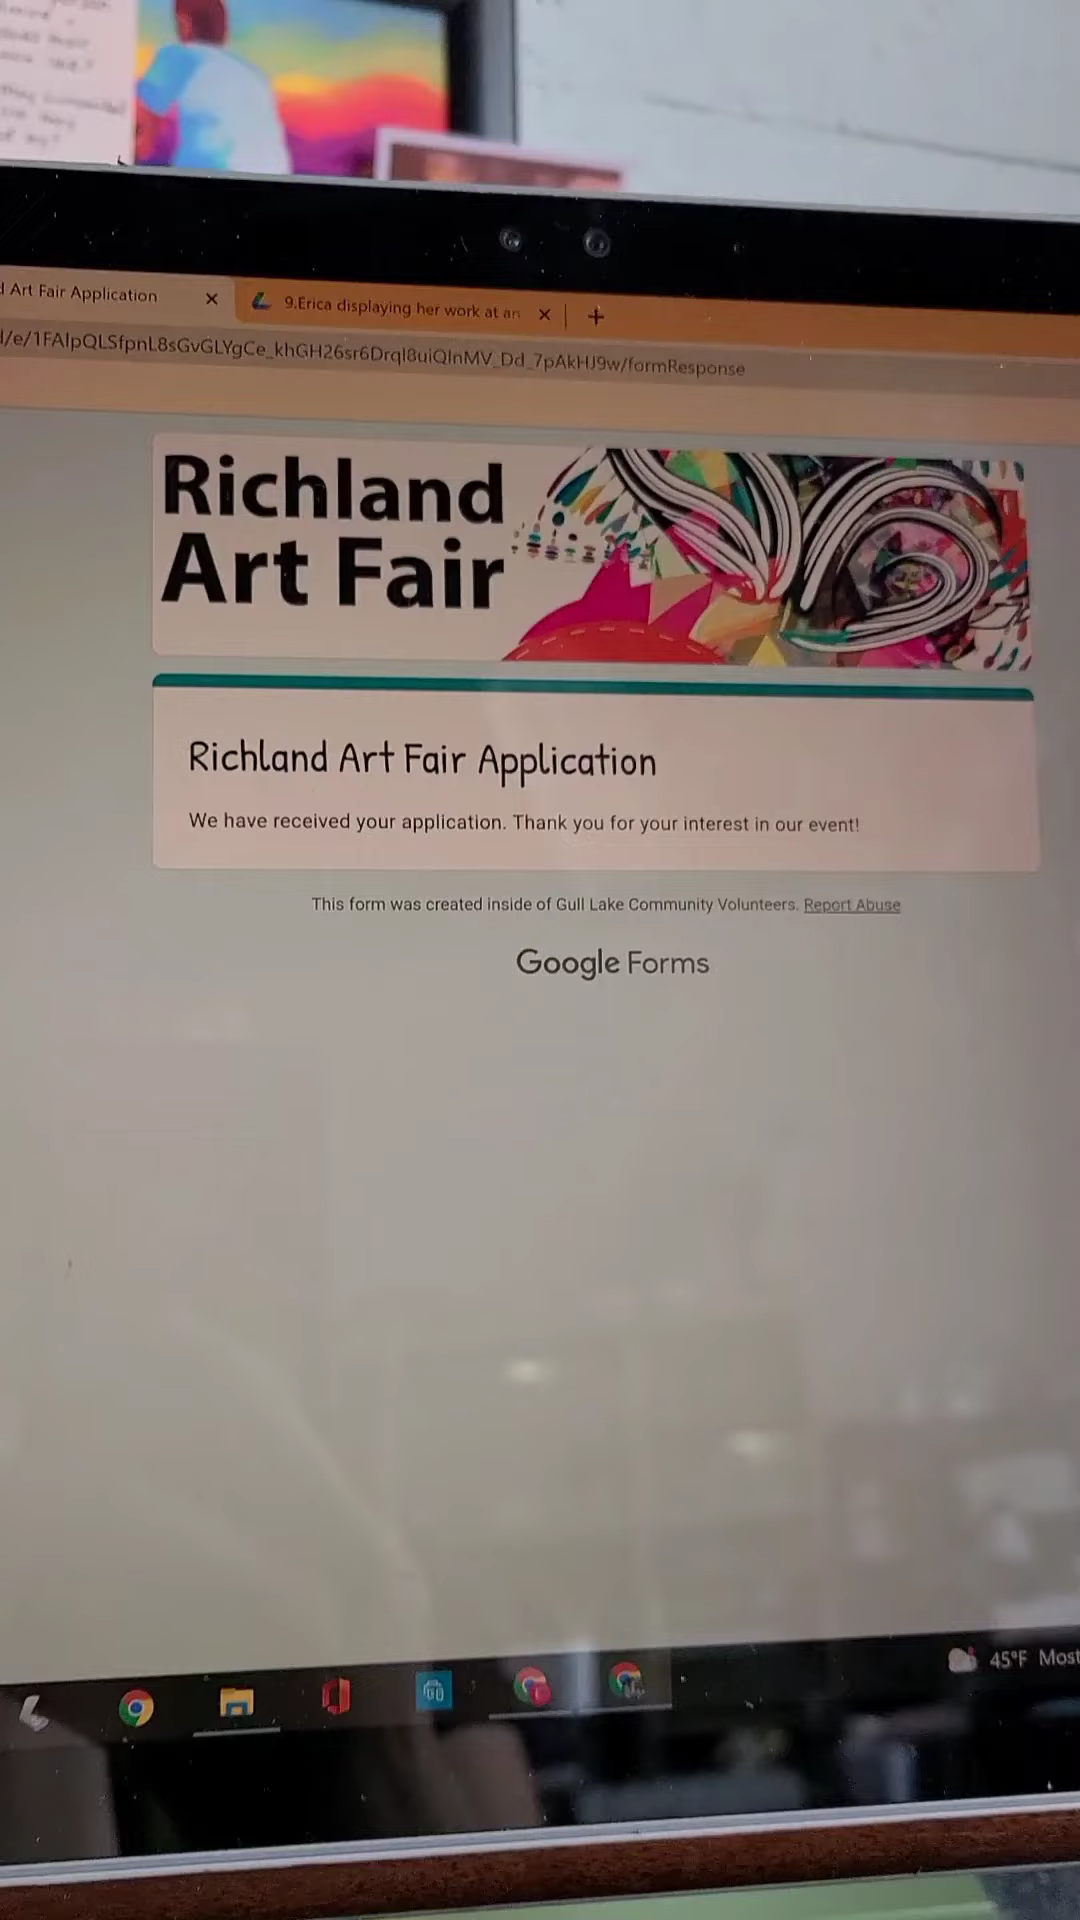 d Art Fair Application
9.Erica displaying her work at an
l/e/1FAIpQLSfpnL8sGvGLYgCe_khGH26sr6Drql8uiQlnMV_Dd_7pAkHJ9w/formResponse
Richland
Art Fair
Richland Art Fair Application
We have received your application. Thank you for your interest in our event!
This form was created inside of Gull Lake Community Volunteers. Report Abuse
Google Forms
45°F Most